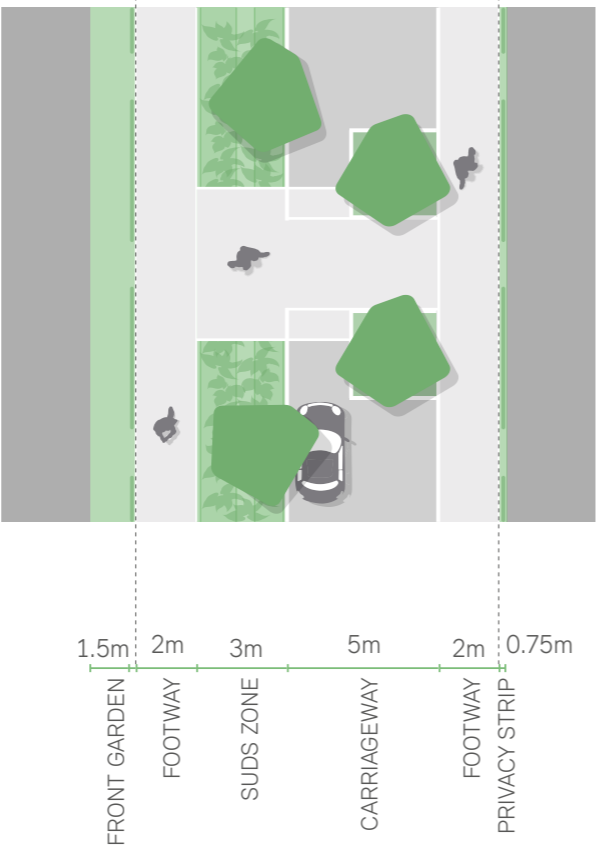 1.5m
2m
3m
5m
2m
0.75m
FRONT GARDEN
FOOTWAY
SUDS ZONE
CARRIAGEWAY
FOOTWAY
PRIVACY STRIP